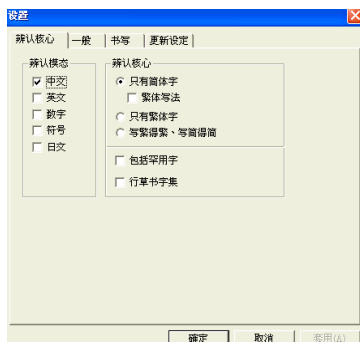 设置
辨认核心 一般 书写 更新设定
辨认模态
中文
英文
数字
符号
日文
辨认核心
只有简体字
繁体写法
只有繁体字
写繁得繁、写简得简
包括罕用字
行草书字集
确定 取消 套用(A)